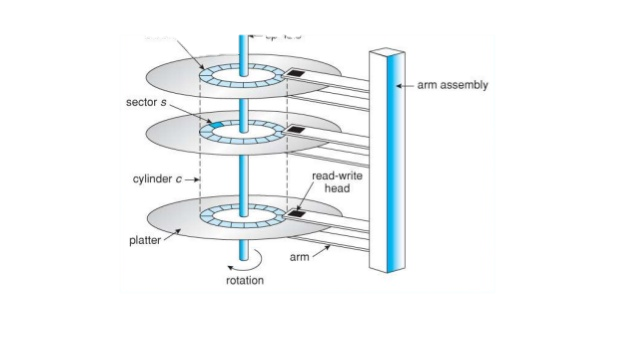 arm assembly
sector s
cylinder c
read-write
head
platter
arm
rotation